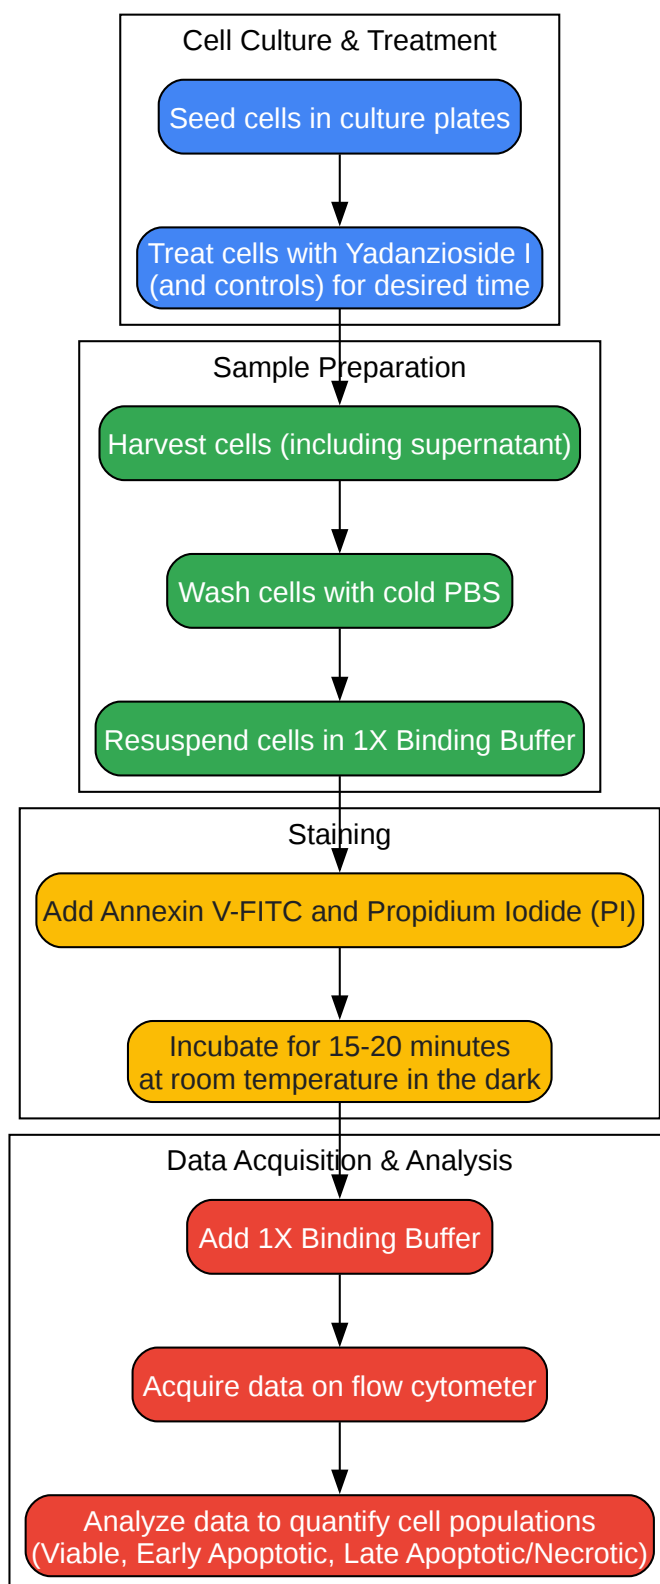 Cell Culture & Treatment
Seed cells in culture plates
Treat cells with Yadanzioside I
(and controls) for desired time
Sample Preparation
Harvest cells (including supernatant)
Wash cells with cold PBS
Resuspend cells in 1X Binding Buffer
Staining
Add Annexin V-FITC and Propidium Iodide (PI)
Incubate for 15-20 minutes
at room temperature in the dark
Data Acquisition & Analysis
Add 1X Binding Buffer
Acquire data on flow cytometer
Analyze data to quantify cell populations
(Viable, Early Apoptotic, Late Apoptotic/Necrotic)